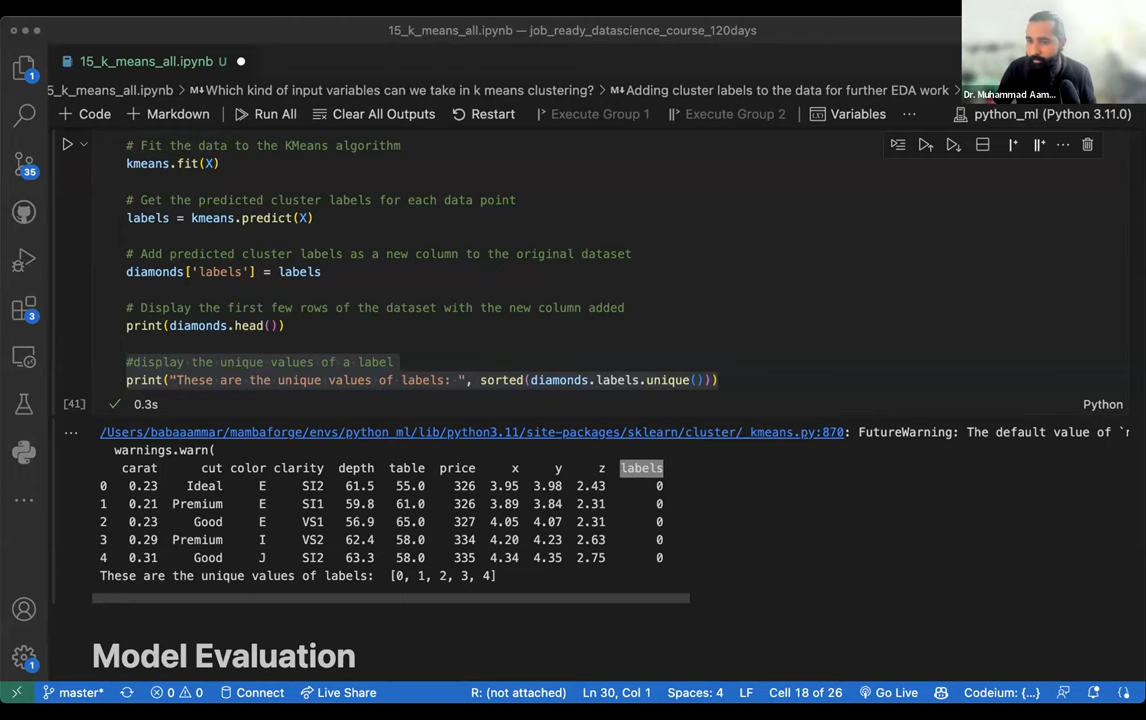 15_k_means_all.ipynb — job_ready_datascience_course_120days
15_k_means_all.ipynb U
Dr. Muhammad Aam...
15_k_means_all.ipynb > M↓Which kind of input variables can we take in k means clustering? > M↓Adding cluster labels to the data for further EDA work
+ Code + Markdown Run All Clear All Outputs Restart Execute Group 1 Execute Group 2 Variables ... python_ml (Python 3.11.0)
# Fit the data to the KMeans algorithm
kmeans.fit(X)
# Get the predicted cluster labels for each data point
labels = kmeans.predict(X)
# Add predicted cluster labels as a new column to the original dataset
diamonds['labels'] = labels
# Display the first few rows of the dataset with the new column added
print(diamonds.head())
#display the unique values of a label
print("These are the unique values of labels: ", sorted(diamonds.labels.unique()))
[41] ✓ 0.3s Python
... /Users/babaaammar/mambaforge/envs/python_ml/lib/python3.11/site-packages/sklearn/cluster/_kmeans.py:870: FutureWarning: The default value of `
warnings.warn(
carat cut color clarity depth table price x y z labels
0 0.23 Ideal E SI2 61.5 55.0 326 3.95 3.98 2.43 0
1 0.21 Premium E SI1 59.8 61.0 326 3.89 3.84 2.31 0
2 0.23 Good E VS1 56.9 65.0 327 4.05 4.07 2.31 0
3 0.29 Premium I VS2 62.4 58.0 334 4.20 4.23 2.63 0
4 0.31 Good J SI2 63.3 58.0 335 4.34 4.35 2.75 0
These are the unique values of labels: [0, 1, 2, 3, 4]
Model Evaluation
1
35
3
1
master* 0 0 Connect Live Share R: (not attached) Ln 30, Col 1 Spaces: 4 LF Cell 18 of 26 Go Live Codeium: {...}